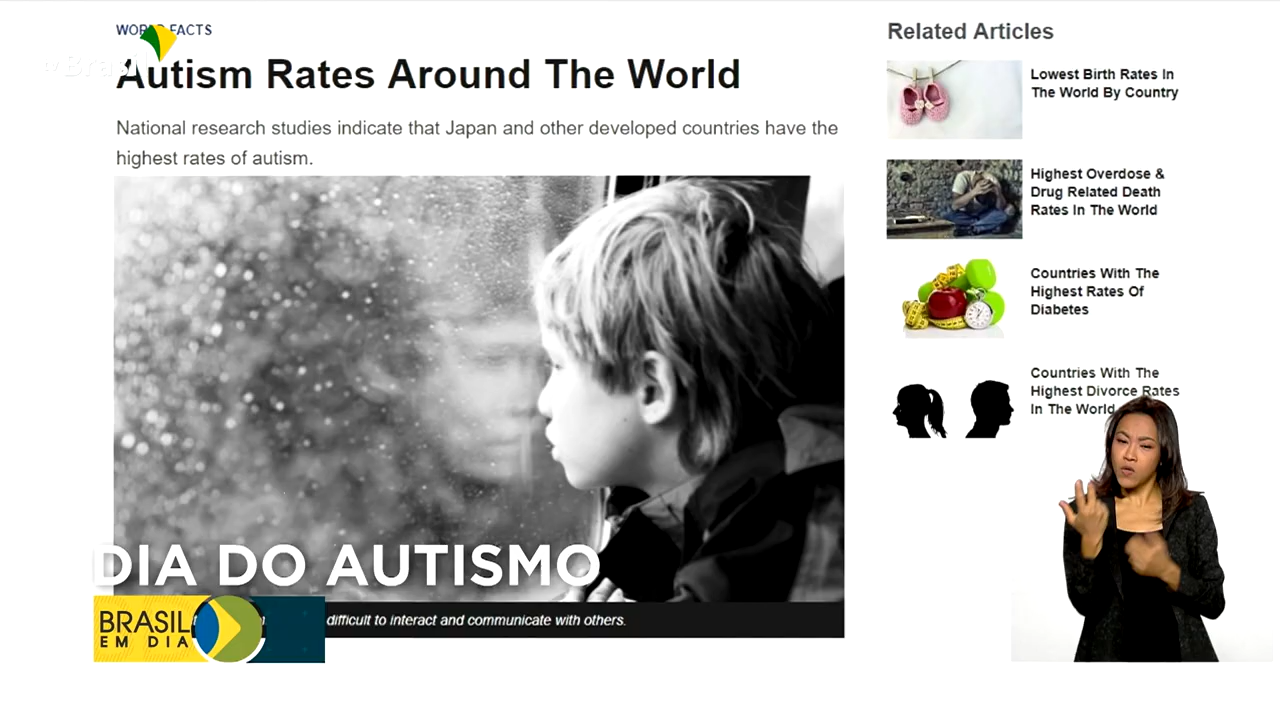 WORLD FACTS
tvBrasil
Autism Rates Around The World
National research studies indicate that Japan and other developed countries have the
highest rates of autism.
Related Articles
Lowest Birth Rates In
The World By Country
Highest Overdose &
Drug Related Death
Rates In The World
Countries With The
Highest Rates Of
Diabetes
Countries With The
Highest Divorce Rates
In The World
DIA DO AUTISMO
difficult to interact and communicate with others.
BRASIL
EM DIA